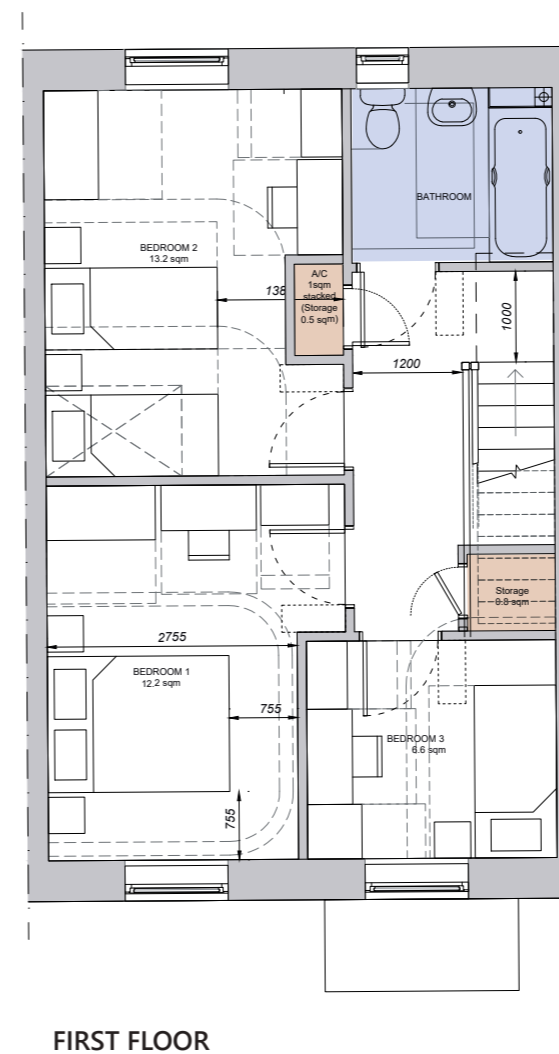 BATHROOM
BEDROOM 2
13.2 sqm
A/C
1sqm
stacked
(Storage
0.5 sqm)
138
1000
1200
Storage
0.8 sqm
2755
BEDROOM 1
12.2 sqm
755
BEDROOM 3
6.6 sqm
755
FIRST FLOOR